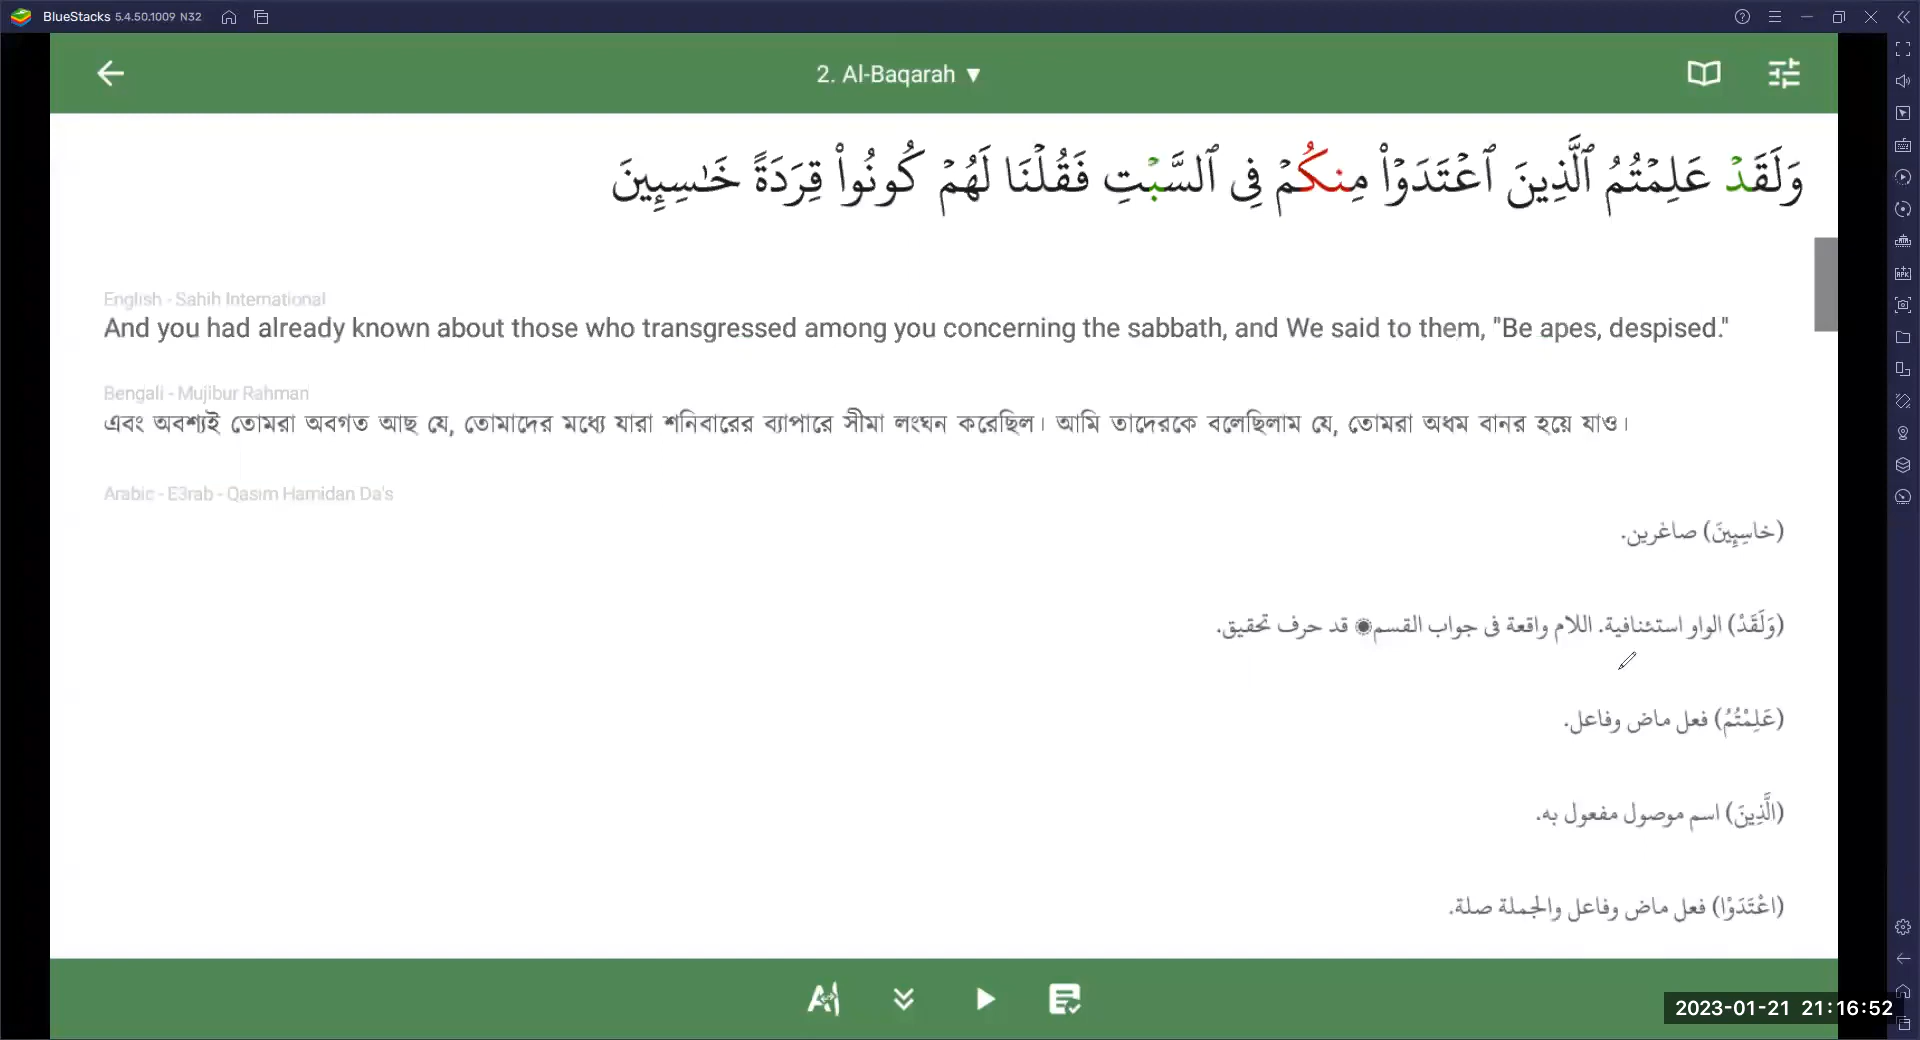 BlueStacks 5.4.50.1009 N32
2. Al-Baqarah ▼
وَلَقَدۡ عَلِمۡتُمُ ٱلَّذِينَ ٱعۡتَدَوۡاْ مِنكُمۡ فِي ٱلسَّبۡتِ فَقُلۡنَا لَهُمۡ كُونُواْ قِرَدَةً خَٰسِـِٔينَ
English - Sahih International
And you had already known about those who transgressed among you concerning the sabbath, and We said to them, "Be apes, despised."
Bengali - Mujibur Rahman
এবং অবশ্যই তোমরা অবগত আছ যে, তোমাদের মধ্যে যারা শনিবারের ব্যাপারে সীমা লংঘন করেছিল। আমি তাদেরকে বলেছিলাম যে, তোমরা অধম বানর হয়ে যাও।
Arabic - E3rab - Qasim Hamidan Da's
(خاسِئِينَ) صاغرين.
(وَلَقَدْ) الواو استئنافية. اللام واقعة في جواب القسم◉ قد حرف تحقيق.
(عَلِمْتُمُ) فعل ماض وفاعل.
(الَّذِينَ) اسم موصول مفعول به.
(اعْتَدَوْا) فعل ماض وفاعل والجملة صلة.
2023-01-21 21:16:52